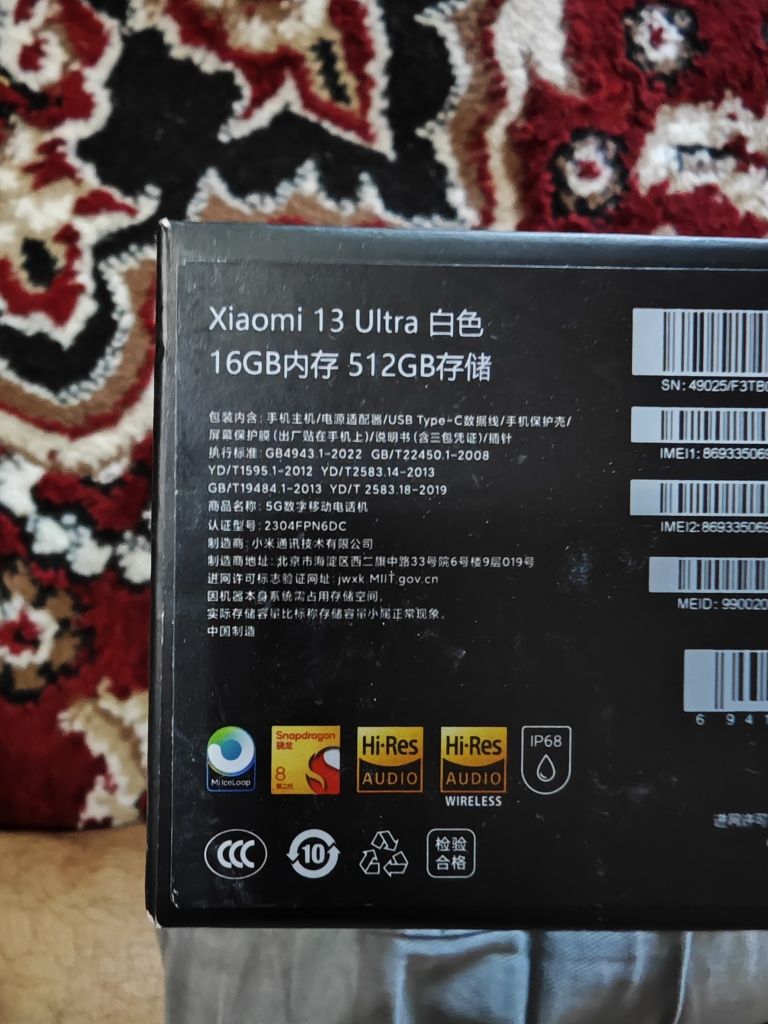 Xiaomi 13 Ultra 白色
16GB内存 512GB存储
包装内含: 手机主机/电源适配器/USB Type-C数据线/手机保护壳/
屏幕保护膜(出厂贴在手机上)/说明书(含三包凭证)/插针
执行标准: GB4943.1-2022 GB/T22450.1-2008
YD/T1595.1-2012 YD/T2583.14-2013
GB/T19484.1-2013 YD/T 2583.18-2019
商品名称: 5G数字移动电话机
认证型号: 2304FPN6DC
制造商: 小米通讯技术有限公司
制造商地址: 北京市海淀区西二旗中路33号院6号楼9层019号
进网许可标志验证网址: jwxk.MIIT.gov.cn
因机器本身系统需占用存储空间,
实际存储容量比标称存储容量小属正常现象。
中国制造
SN: 49025/F3TB
IMEI1: 869335069
IMEI2: 869335069
MEID: 990020
6 941
进网许可
Mi IceLoop
Snapdragon
骁龙
8
第二代
Hi-Res
AUDIO
Hi-Res
AUDIO
WIRELESS
IP68
CCC
10
检验
合格